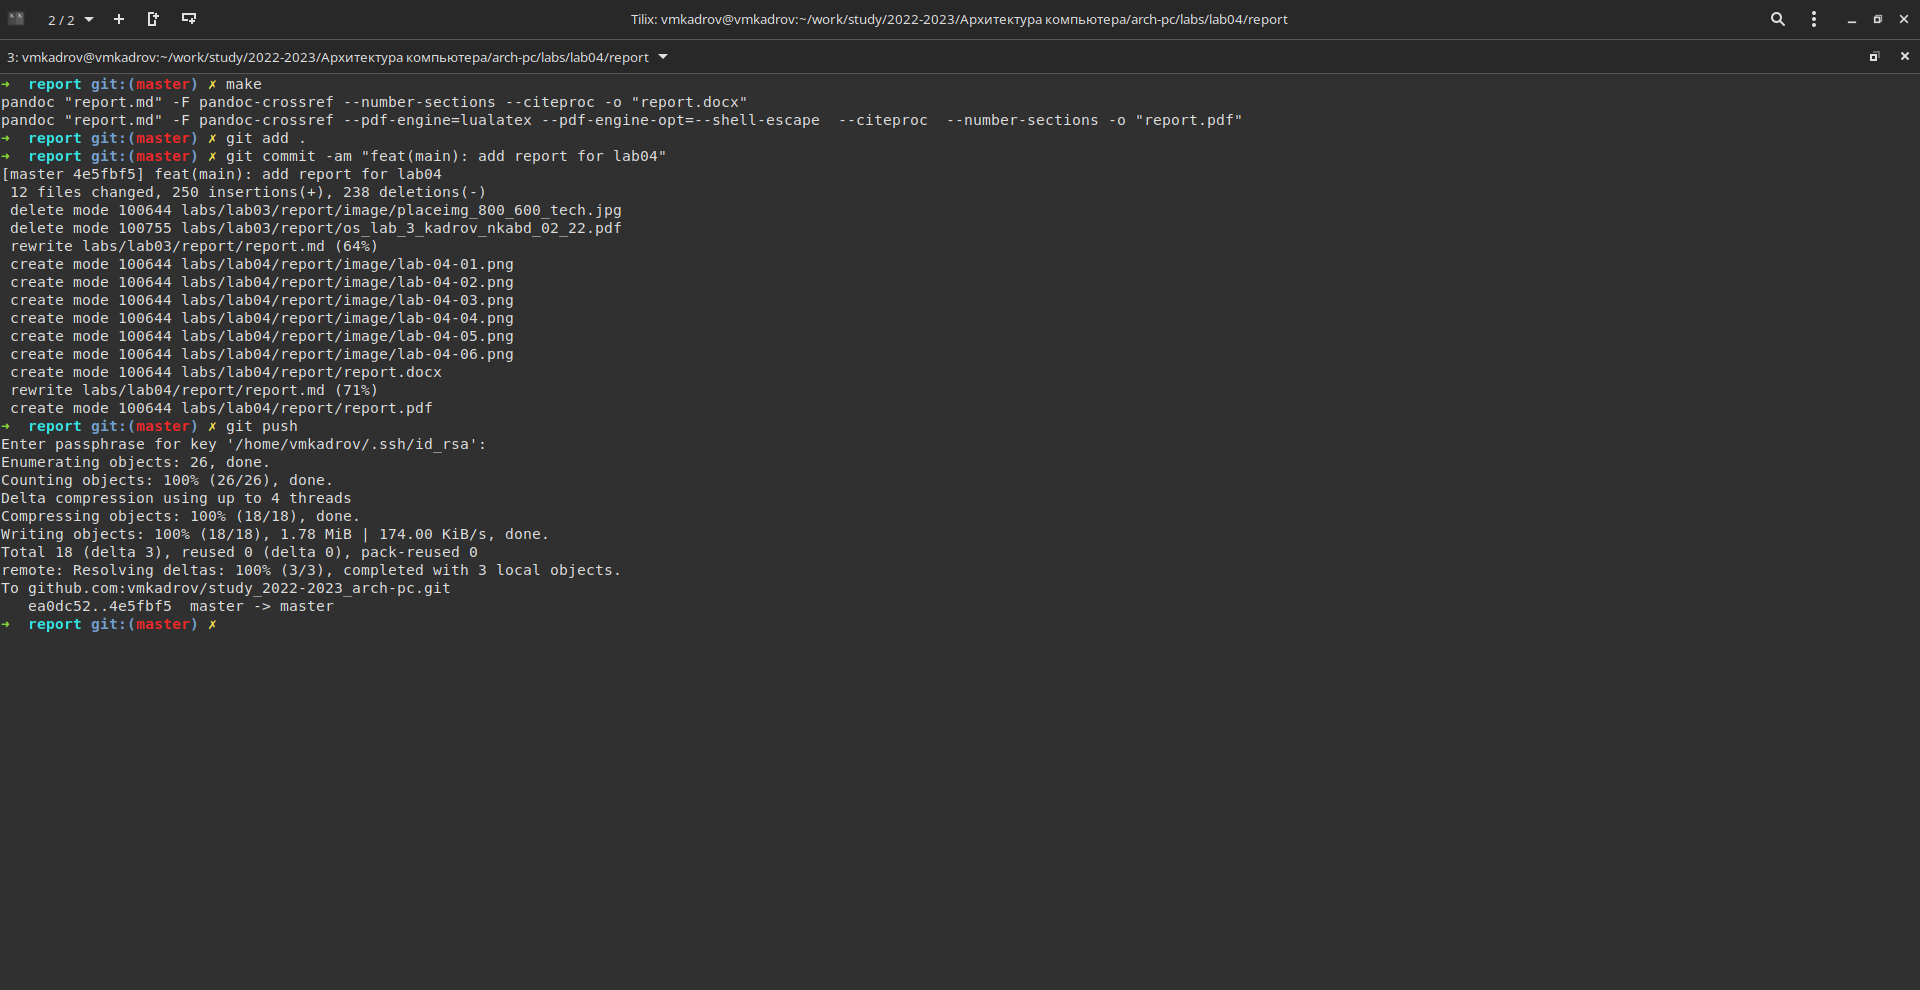 2 / 2
Tilix: vmkadrov@vmkadrov:~/work/study/2022-2023/Архитектура компьютера/arch-pc/labs/lab04/report
3: vmkadrov@vmkadrov:~/work/study/2022-2023/Архитектура компьютера/arch-pc/labs/lab04/report
➜  report git:(master) ✗ make
pandoc "report.md" -F pandoc-crossref --number-sections --citeproc -o "report.docx"
pandoc "report.md" -F pandoc-crossref --pdf-engine=lualatex --pdf-engine-opt=--shell-escape  --citeproc  --number-sections -o "report.pdf"
➜  report git:(master) ✗ git add .
➜  report git:(master) ✗ git commit -am "feat(main): add report for lab04"
[master 4e5fbf5] feat(main): add report for lab04
 12 files changed, 250 insertions(+), 238 deletions(-)
 delete mode 100644 labs/lab03/report/image/placeimg_800_600_tech.jpg
 delete mode 100755 labs/lab03/report/os_lab_3_kadrov_nkabd_02_22.pdf
 rewrite labs/lab03/report/report.md (64%)
 create mode 100644 labs/lab04/report/image/lab-04-01.png
 create mode 100644 labs/lab04/report/image/lab-04-02.png
 create mode 100644 labs/lab04/report/image/lab-04-03.png
 create mode 100644 labs/lab04/report/image/lab-04-04.png
 create mode 100644 labs/lab04/report/image/lab-04-05.png
 create mode 100644 labs/lab04/report/image/lab-04-06.png
 create mode 100644 labs/lab04/report/report.docx
 rewrite labs/lab04/report/report.md (71%)
 create mode 100644 labs/lab04/report/report.pdf
➜  report git:(master) ✗ git push
Enter passphrase for key '/home/vmkadrov/.ssh/id_rsa':
Enumerating objects: 26, done.
Counting objects: 100% (26/26), done.
Delta compression using up to 4 threads
Compressing objects: 100% (18/18), done.
Writing objects: 100% (18/18), 1.78 MiB | 174.00 KiB/s, done.
Total 18 (delta 3), reused 0 (delta 0), pack-reused 0
remote: Resolving deltas: 100% (3/3), completed with 3 local objects.
To github.com:vmkadrov/study_2022-2023_arch-pc.git
   ea0dc52..4e5fbf5  master -> master
➜  report git:(master) ✗